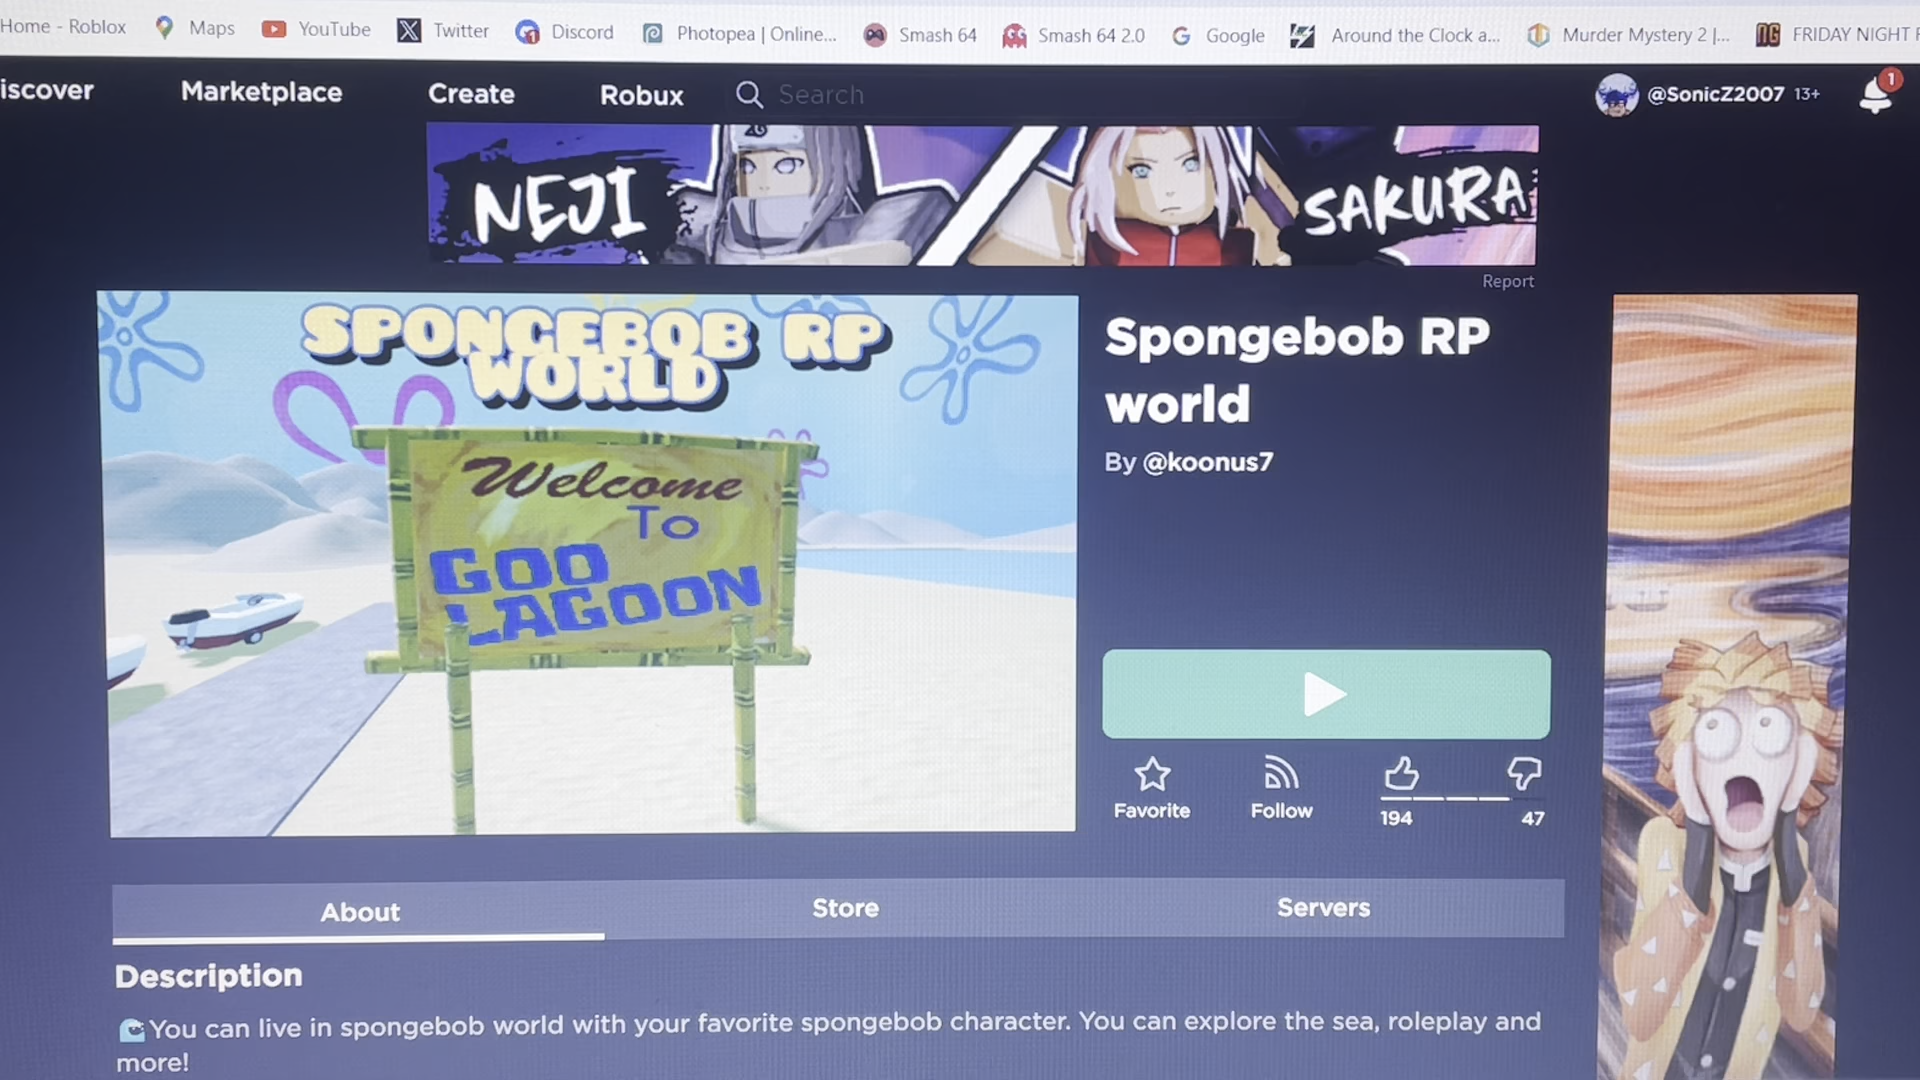 Home - Roblox Maps YouTube Twitter Discord Photopea | Online... Smash 64 Smash 64 2.0 Google Around the Clock a... Murder Mystery 2 |... FRIDAY NIGHT
iscover Marketplace Create Robux Search @SonicZ2007 13+ 1
NEJI SAKURA
Report
SPONGEBOB RP
WORLD
Welcome
To
GOO
LAGOON
Spongebob RP
world
By @koonus7
Favorite Follow 194 47
About Store Servers
Description
You can live in spongebob world with your favorite spongebob character. You can explore the sea, roleplay and
more!